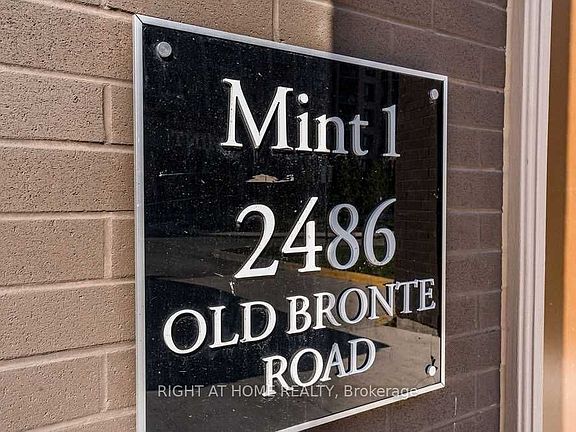 Mint 1
2486
OLD BRONTE
ROAD
RIGHT AT HOME REALTY, Brokerage